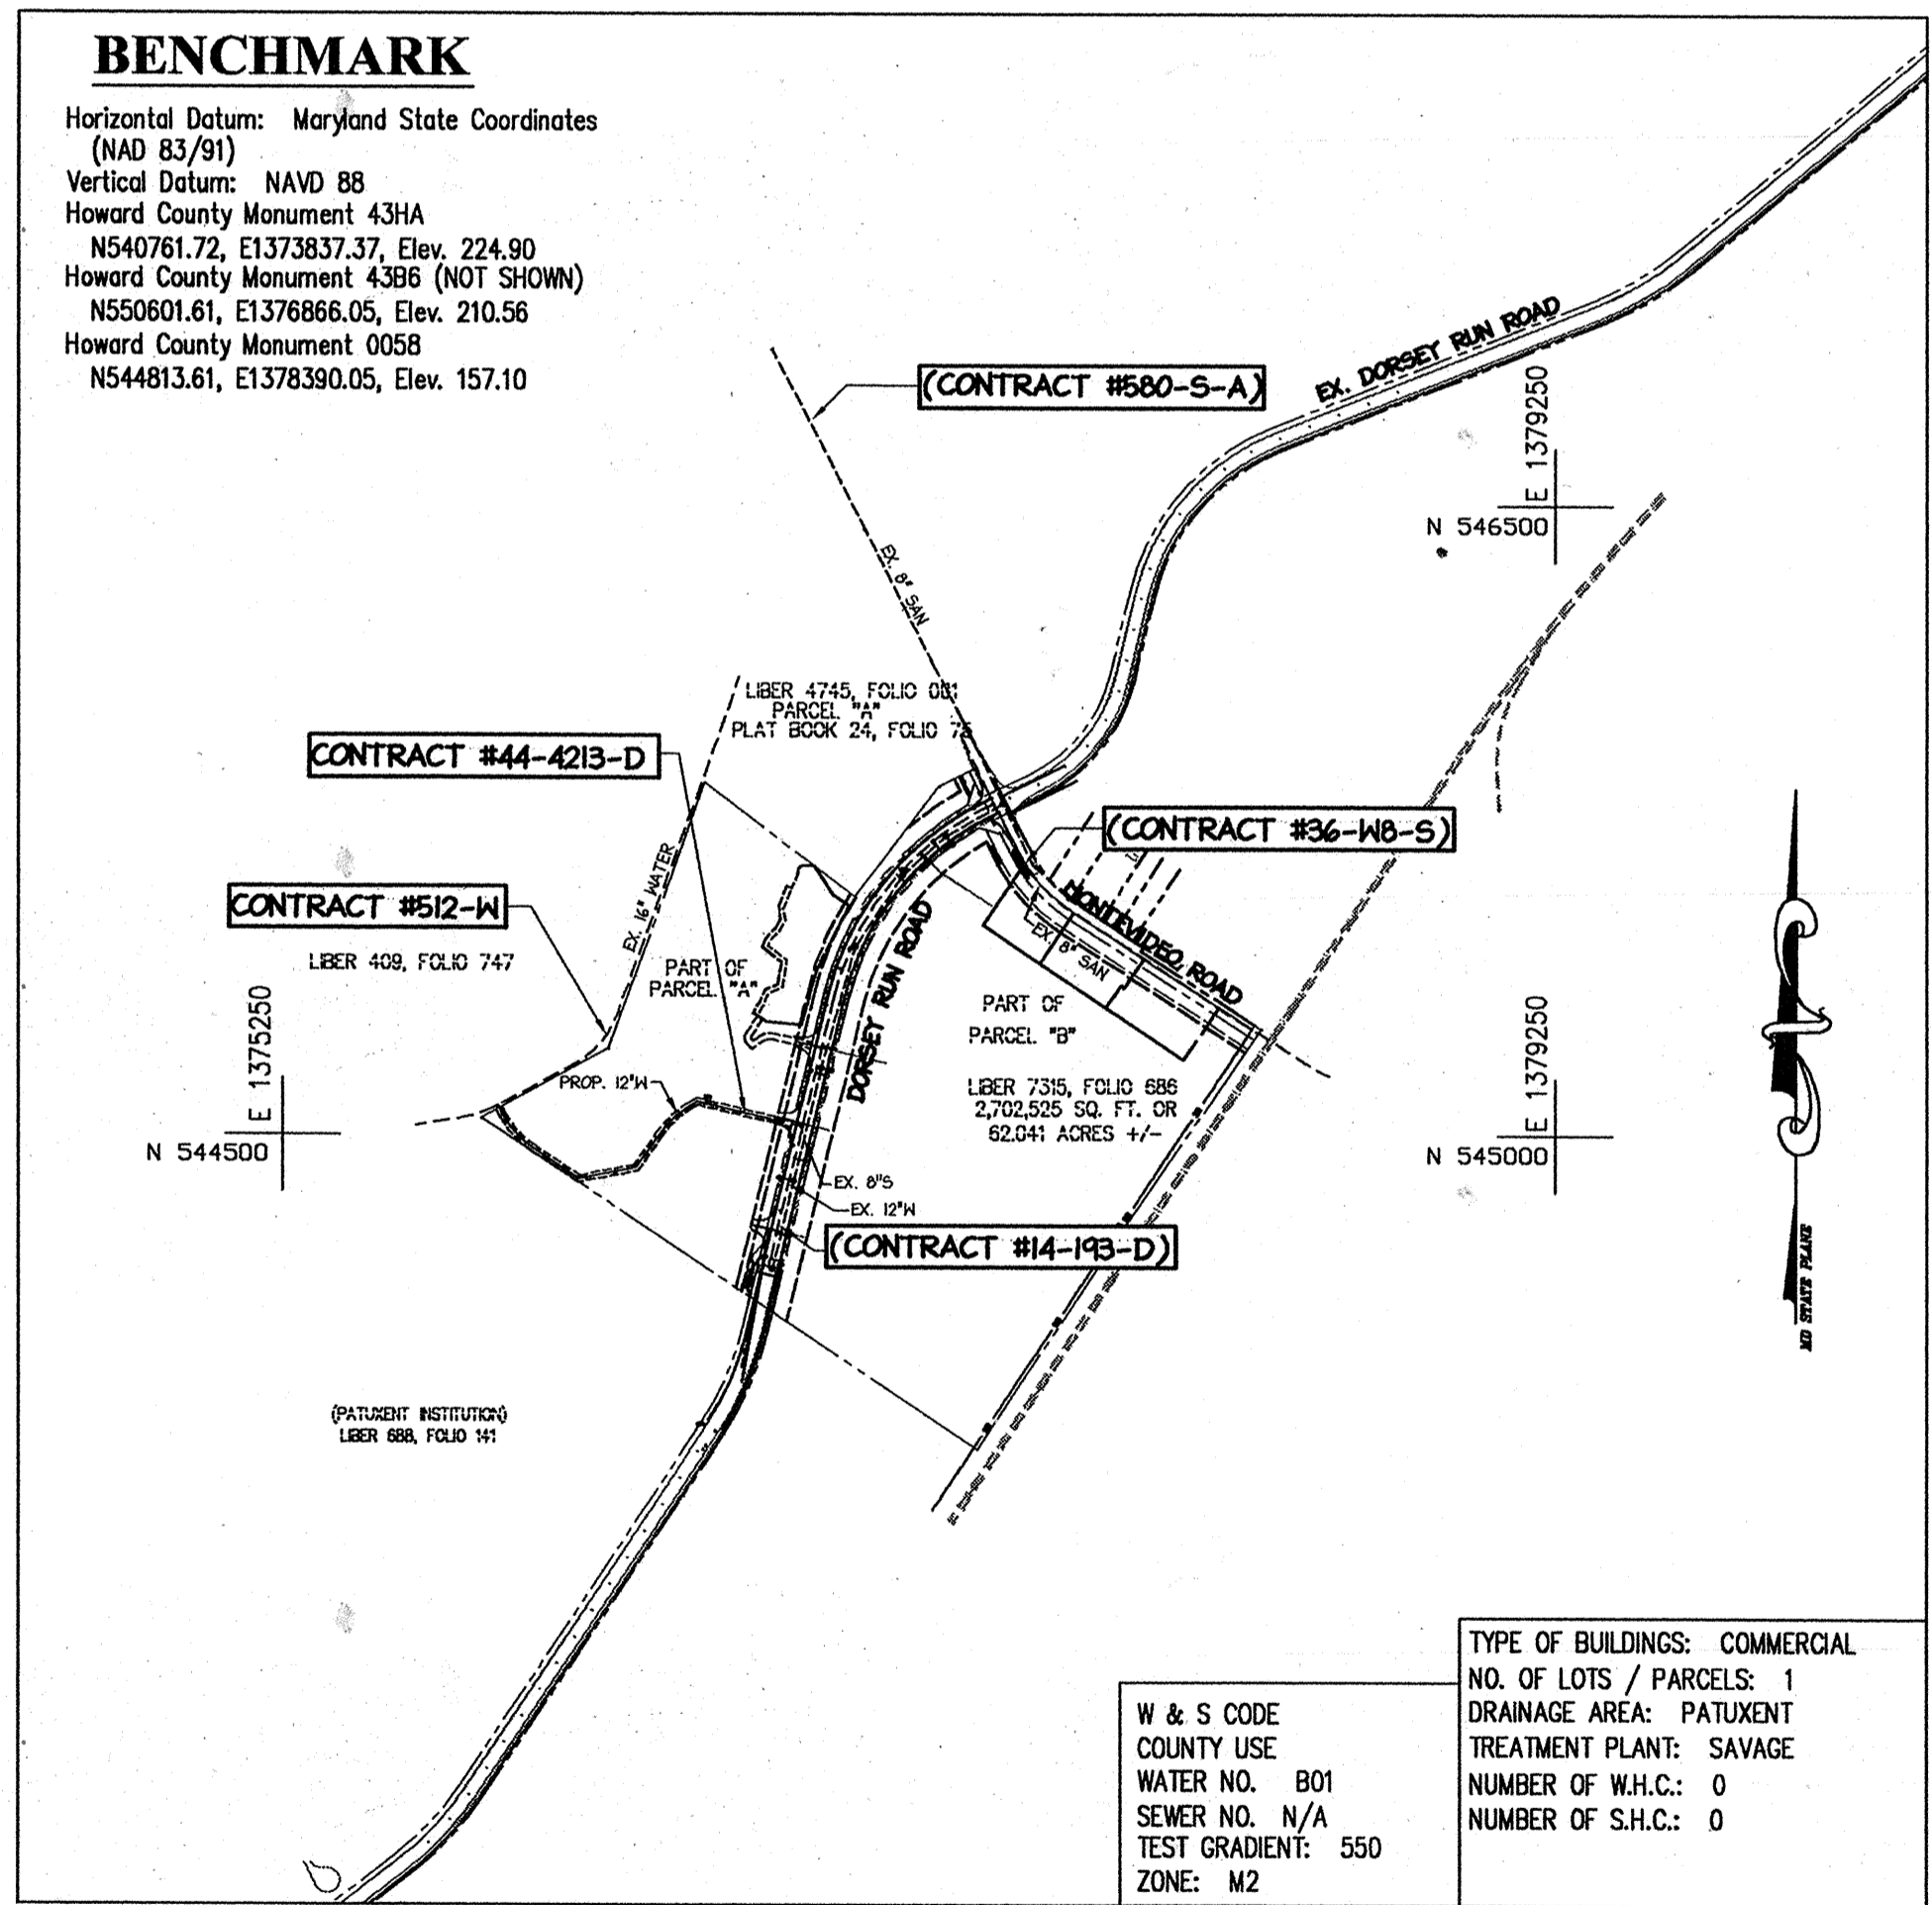 BENCHMARK
Horizontal Datum: Maryland State Coordinates
(NAD 83/91)
Vertical Datum: NAVD 88
Howard County Monument 43HA
N540761.72, E1373837.37, Elev. 224.90
Howard County Monument 43B6 (NOT SHOWN)
N550601.61, E1376866.05, Elev. 210.56
Howard County Monument 0058
N544813.61, E1378390.05, Elev. 157.10
(CONTRACT #580-S-A)
EX. DORSEY RUN ROAD
E 1379250
N 546500
EX. 8" SAN
LIBER 4745, FOLIO 001
PARCEL "A"
PLAT BOOK 24, FOLIO 75
CONTRACT #44-4213-D
(CONTRACT #36-W8-S)
EX. 16" WATER
CONTRACT #512-W
LIBER 409, FOLIO 747
PART OF
PARCEL "A"
DORSEY RUN ROAD
MONTEVIDEO ROAD
EX. 8" SAN
PART OF
PARCEL "B"
LIBER 7315, FOLIO 686
2,702,525 SQ. FT. OR
62.041 ACRES +/-
E 1375250
N 544500
PROP. 12"W
E 1379250
N 545000
EX. 8"S
EX. 12"W
(CONTRACT #14-193-D)
MD STATE PLANE
(PATUXENT INSTITUTION)
LIBER 688, FOLIO 141
W & S CODE
COUNTY USE
WATER NO. B01
SEWER NO. N/A
TEST GRADIENT: 550
ZONE: M2
TYPE OF BUILDINGS: COMMERCIAL
NO. OF LOTS / PARCELS: 1
DRAINAGE AREA: PATUXENT
TREATMENT PLANT: SAVAGE
NUMBER OF W.H.C.: 0
NUMBER OF S.H.C.: 0